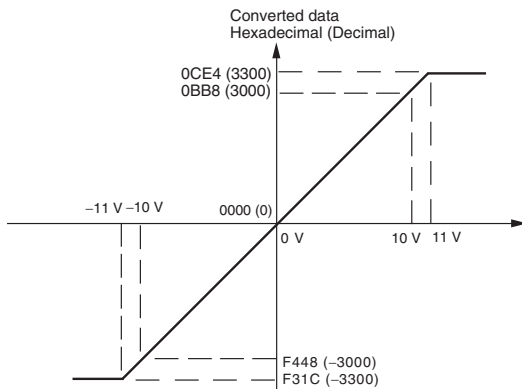 Converted data
Hexadecimal (Decimal)
0CE4 (3300)
0BB8 (3000)
–11 V –10 V
0000 (0)
0 V
10 V
11 V
F448 (–3000)
F31C (–3300)